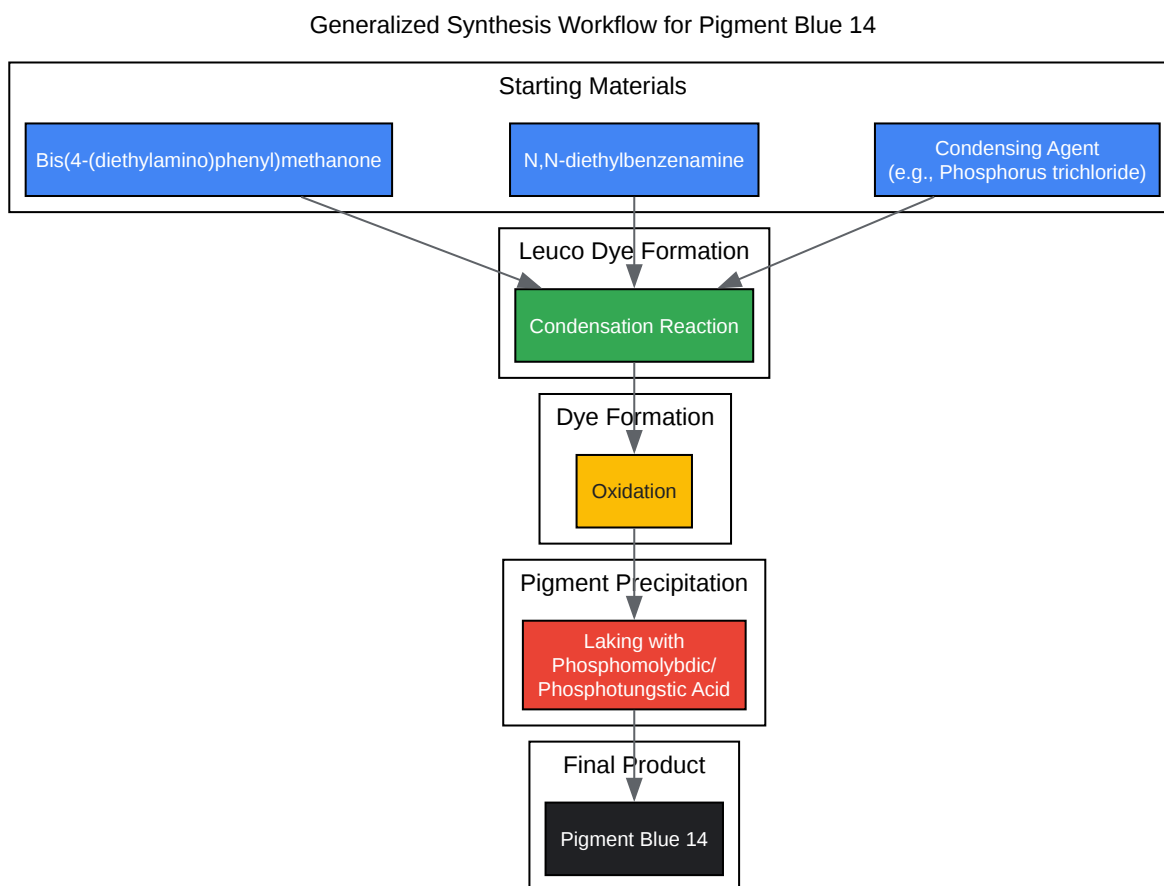 Generalized Synthesis Workflow for Pigment Blue 14
Starting Materials
Bis(4-(diethylamino)phenyl)methanone
N,N-diethylbenzenamine
Condensing Agent
(e.g., Phosphorus trichloride)
Leuco Dye Formation
Condensation Reaction
Dye Formation
Oxidation
Pigment Precipitation
Laking with
Phosphomolybdic/
Phosphotungstic Acid
Final Product
Pigment Blue 14